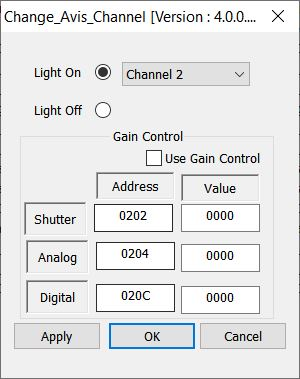 Change_Avis_Channel [Version : 4.0.0....
Light On Channel 2
Light Off
Gain Control
Use Gain Control
Address Value
Shutter 0202 0000
Analog 0204 0000
Digital 020C 0000
Apply OK Cancel